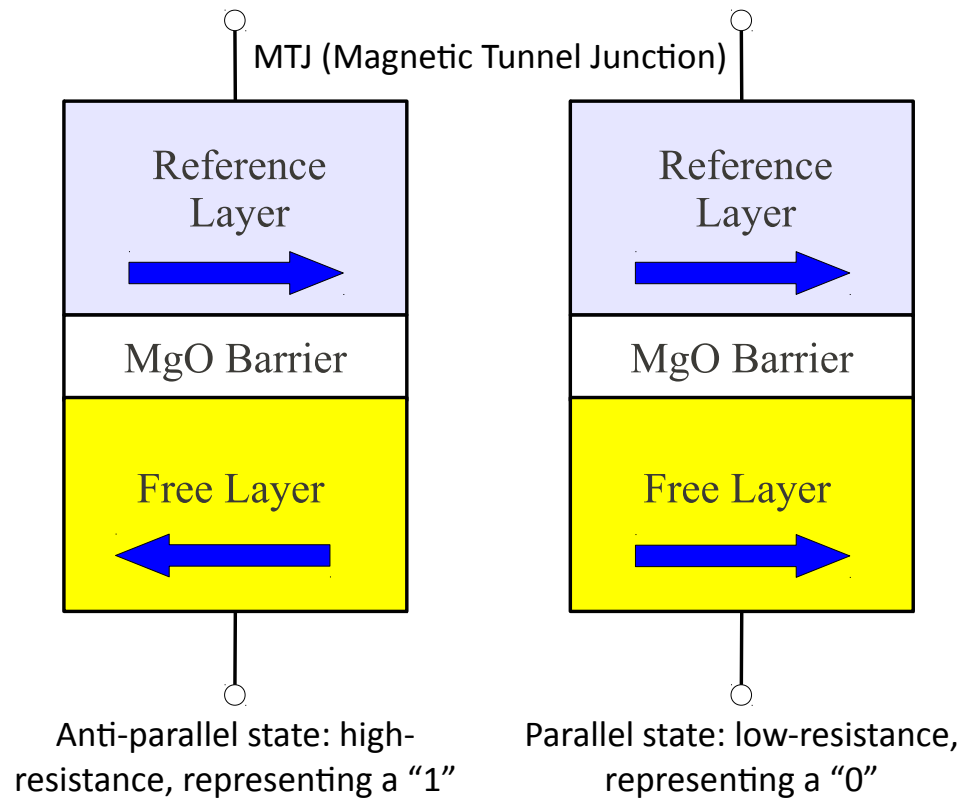 MTJ (Magnetic Tunnel Junction)
Reference
Layer
MgO Barrier
Free Layer
Anti-parallel state: high-
resistance, representing a “1”
Reference
Layer
MgO Barrier
Free Layer
Parallel state: low-resistance,
representing a “0”